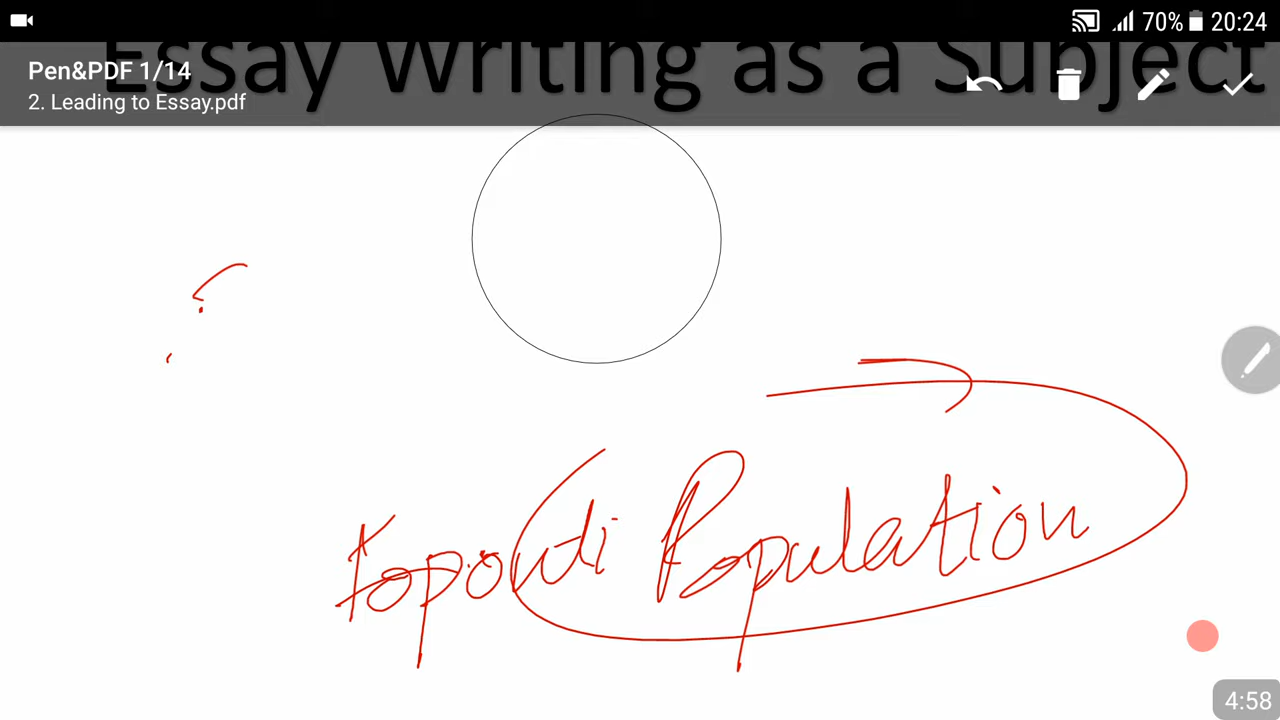 70% 20:24
Essay Writing as a Subject
Pen&PDF 1/14
2. Leading to Essay.pdf
Population
4:58